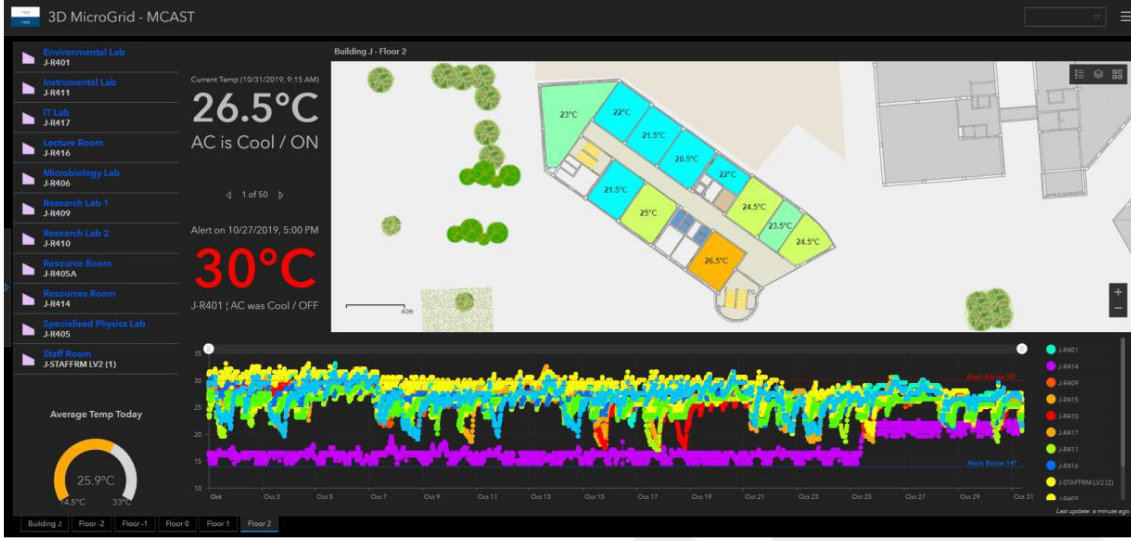 3D MicroGrid - MCAST
Environmental Lab
J-R401
Instrumental Lab
J-R411
IT Lab
J-R417
Lecture Room
J-R416
Microbiology Lab
J-R406
Research Lab 1
J-R409
Research Lab 2
J-R410
Resource Room
J-R405A
Resources Room
J-R414
Specialised Physics Lab
J-R405
Staff Room
J-STAFFRM LV2 (1)
Current Temp (10/31/2019, 9:15 AM)
26.5°C
AC is Cool / ON
1 of 50
Alert on 10/27/2019, 5:00 PM
30°C
J-R401 ¦ AC was Cool / OFF
Building J - Floor 2
23°C
22°C
21.5°C
20.5°C
22°C
21.5°C
25°C
24.5°C
23.5°C
24.5°C
26.5°C
40ft
Average Temp Today
25.9°C
14.5°C
33°C
35
30
25
20
15
10
Alert Below 14°
Oct
Oct 3
Oct 5
Oct 7
Oct 9
Oct 11
Oct 13
Oct 15
Oct 17
Oct 19
Oct 21
Oct 23
Oct 25
Oct 27
Oct 29
Oct 31
J-R401
J-R414
J-R409
J-R415
J-R410
J-R417
J-R411
J-R416
J-STAFFRM LV2 (2)
J-R405
Last update: a minute ago
Building J
Floor -2
Floor -1
Floor 0
Floor 1
Floor 2